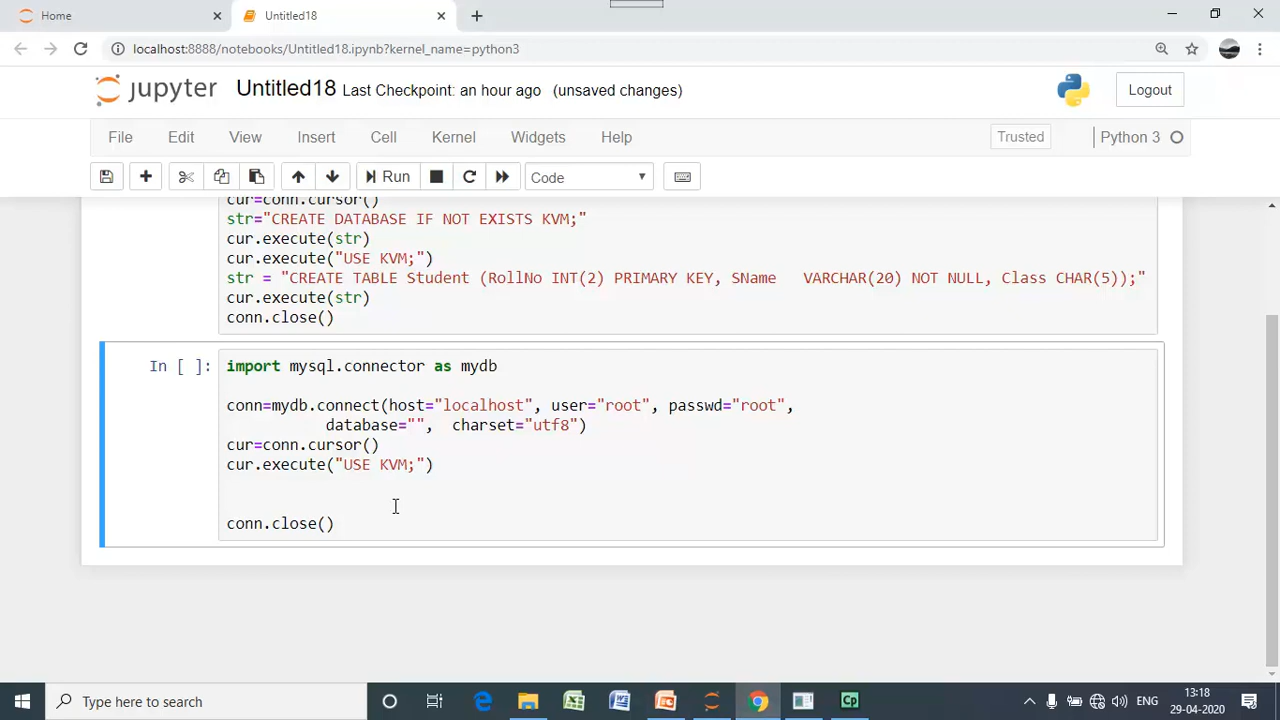 Home
Untitled18
localhost:8888/notebooks/Untitled18.ipynb?kernel_name=python3
jupyter Untitled18 Last Checkpoint: an hour ago (unsaved changes)
Logout
File Edit View Insert Cell Kernel Widgets Help
Trusted
Python 3
Run
Code
cur=conn.cursor()
str="CREATE DATABASE IF NOT EXISTS KVM;"
cur.execute(str)
cur.execute("USE KVM;")
str = "CREATE TABLE Student (RollNo INT(2) PRIMARY KEY, SName   VARCHAR(20) NOT NULL, Class CHAR(5));"
cur.execute(str)
conn.close()
In [ ]: import mysql.connector as mydb
conn=mydb.connect(host="localhost", user="root", passwd="root",
database="",  charset="utf8")
cur=conn.cursor()
cur.execute("USE KVM;")
conn.close()
Type here to search
ENG
13:18
29-04-2020